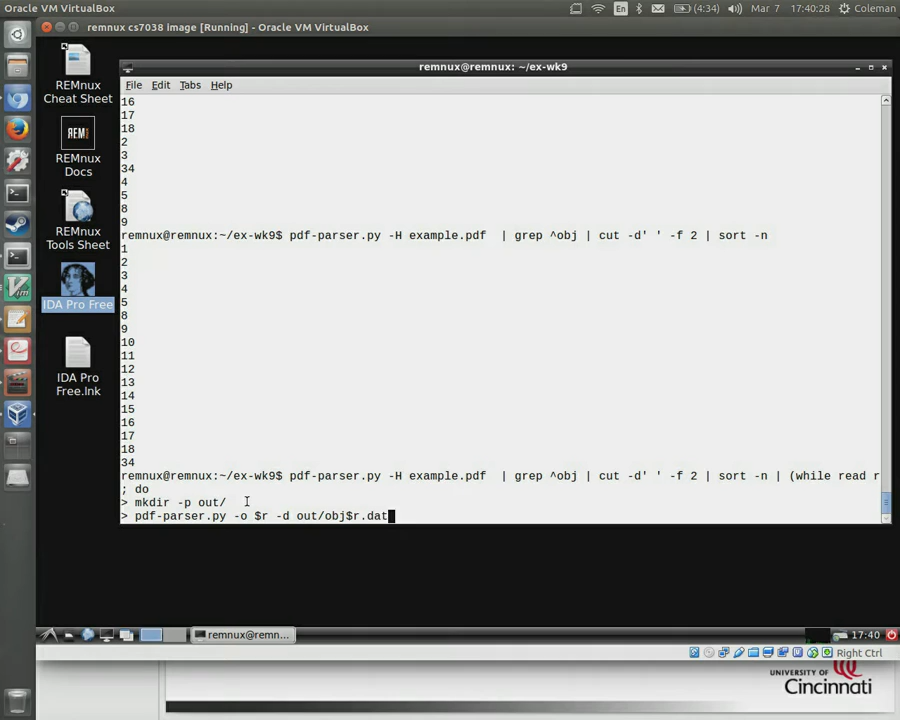 Oracle VM VirtualBox
En
(4:34)
Mar 7
17:40:28
Coleman
remnux cs7038 image [Running] - Oracle VM VirtualBox
REMnux
Cheat Sheet
REM
REMnux
Docs
REMnux
Tools Sheet
IDA Pro Free
IDA Pro
Free.lnk
remnux@remnux: ~/ex-wk9
File Edit Tabs Help
16
17
18
2
3
34
4
5
8
9
remnux@remnux:~/ex-wk9$ pdf-parser.py -H example.pdf  | grep ^obj | cut -d' ' -f 2 | sort -n
1
2
3
4
5
8
9
10
11
12
13
14
15
16
17
18
34
remnux@remnux:~/ex-wk9$ pdf-parser.py -H example.pdf  | grep ^obj | cut -d' ' -f 2 | sort -n | (while read r
; do
> mkdir -p out/
> pdf-parser.py -o $r -d out/obj$r.dat
remnux@remn...
17:40
Right Ctrl
UNIVERSITY OF
Cincinnati